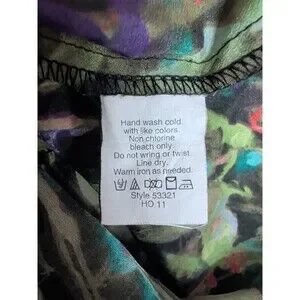 Hand wash cold
with like colors.
Non chlorine
bleach only.
Do not wring or twist.
Line dry.
Warm iron as needed.
Style 53321
HO 11